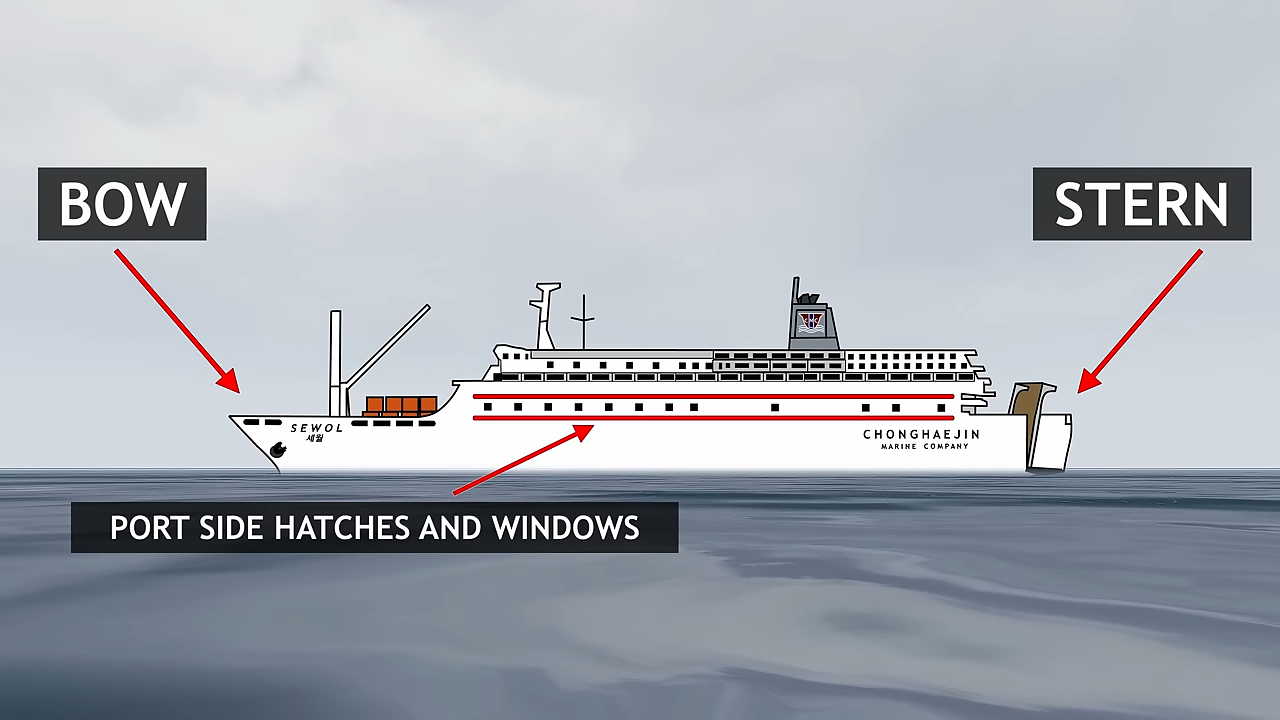 BOW
STERN
SEWOL
세월
CHONGHAEJIN
MARINE COMPANY
PORT SIDE HATCHES AND WINDOWS